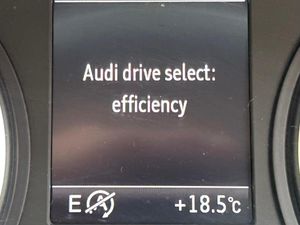 Audi drive select:
efficiency
E A +18.5°C